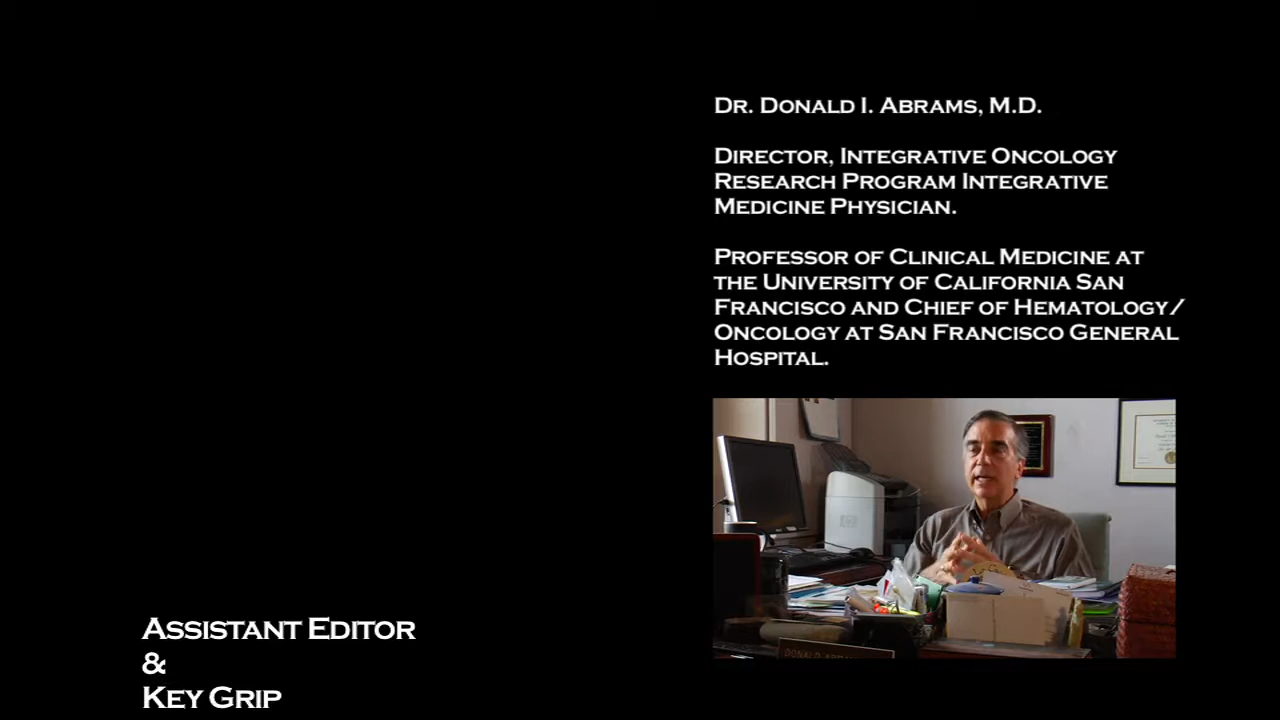 Dr. Donald I. Abrams, M.D.
Director, Integrative Oncology
Research Program Integrative
Medicine Physician.
Professor of Clinical Medicine at
the University of California San
Francisco and Chief of Hematology/
Oncology at San Francisco General
Hospital.
hp
Assistant Editor
&
Key Grip